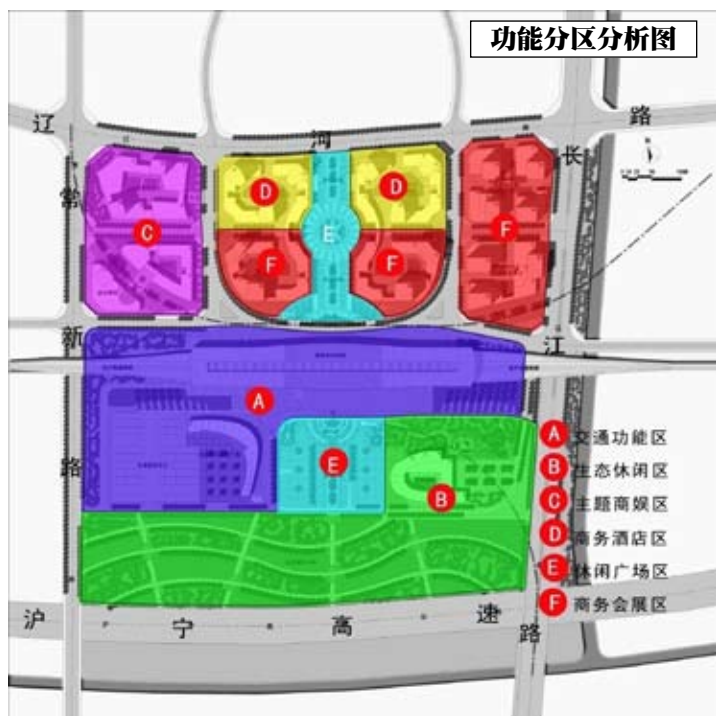 功能分区分析图
辽
河
路
常
新
路
长
江
路
C
D
D
E
F
F
F
A
E
B
A 交通功能区
B 生态休闲区
C 主题商娱区
D 商务酒店区
E 休闲广场区
F 商务会展区
沪
宁
高
速